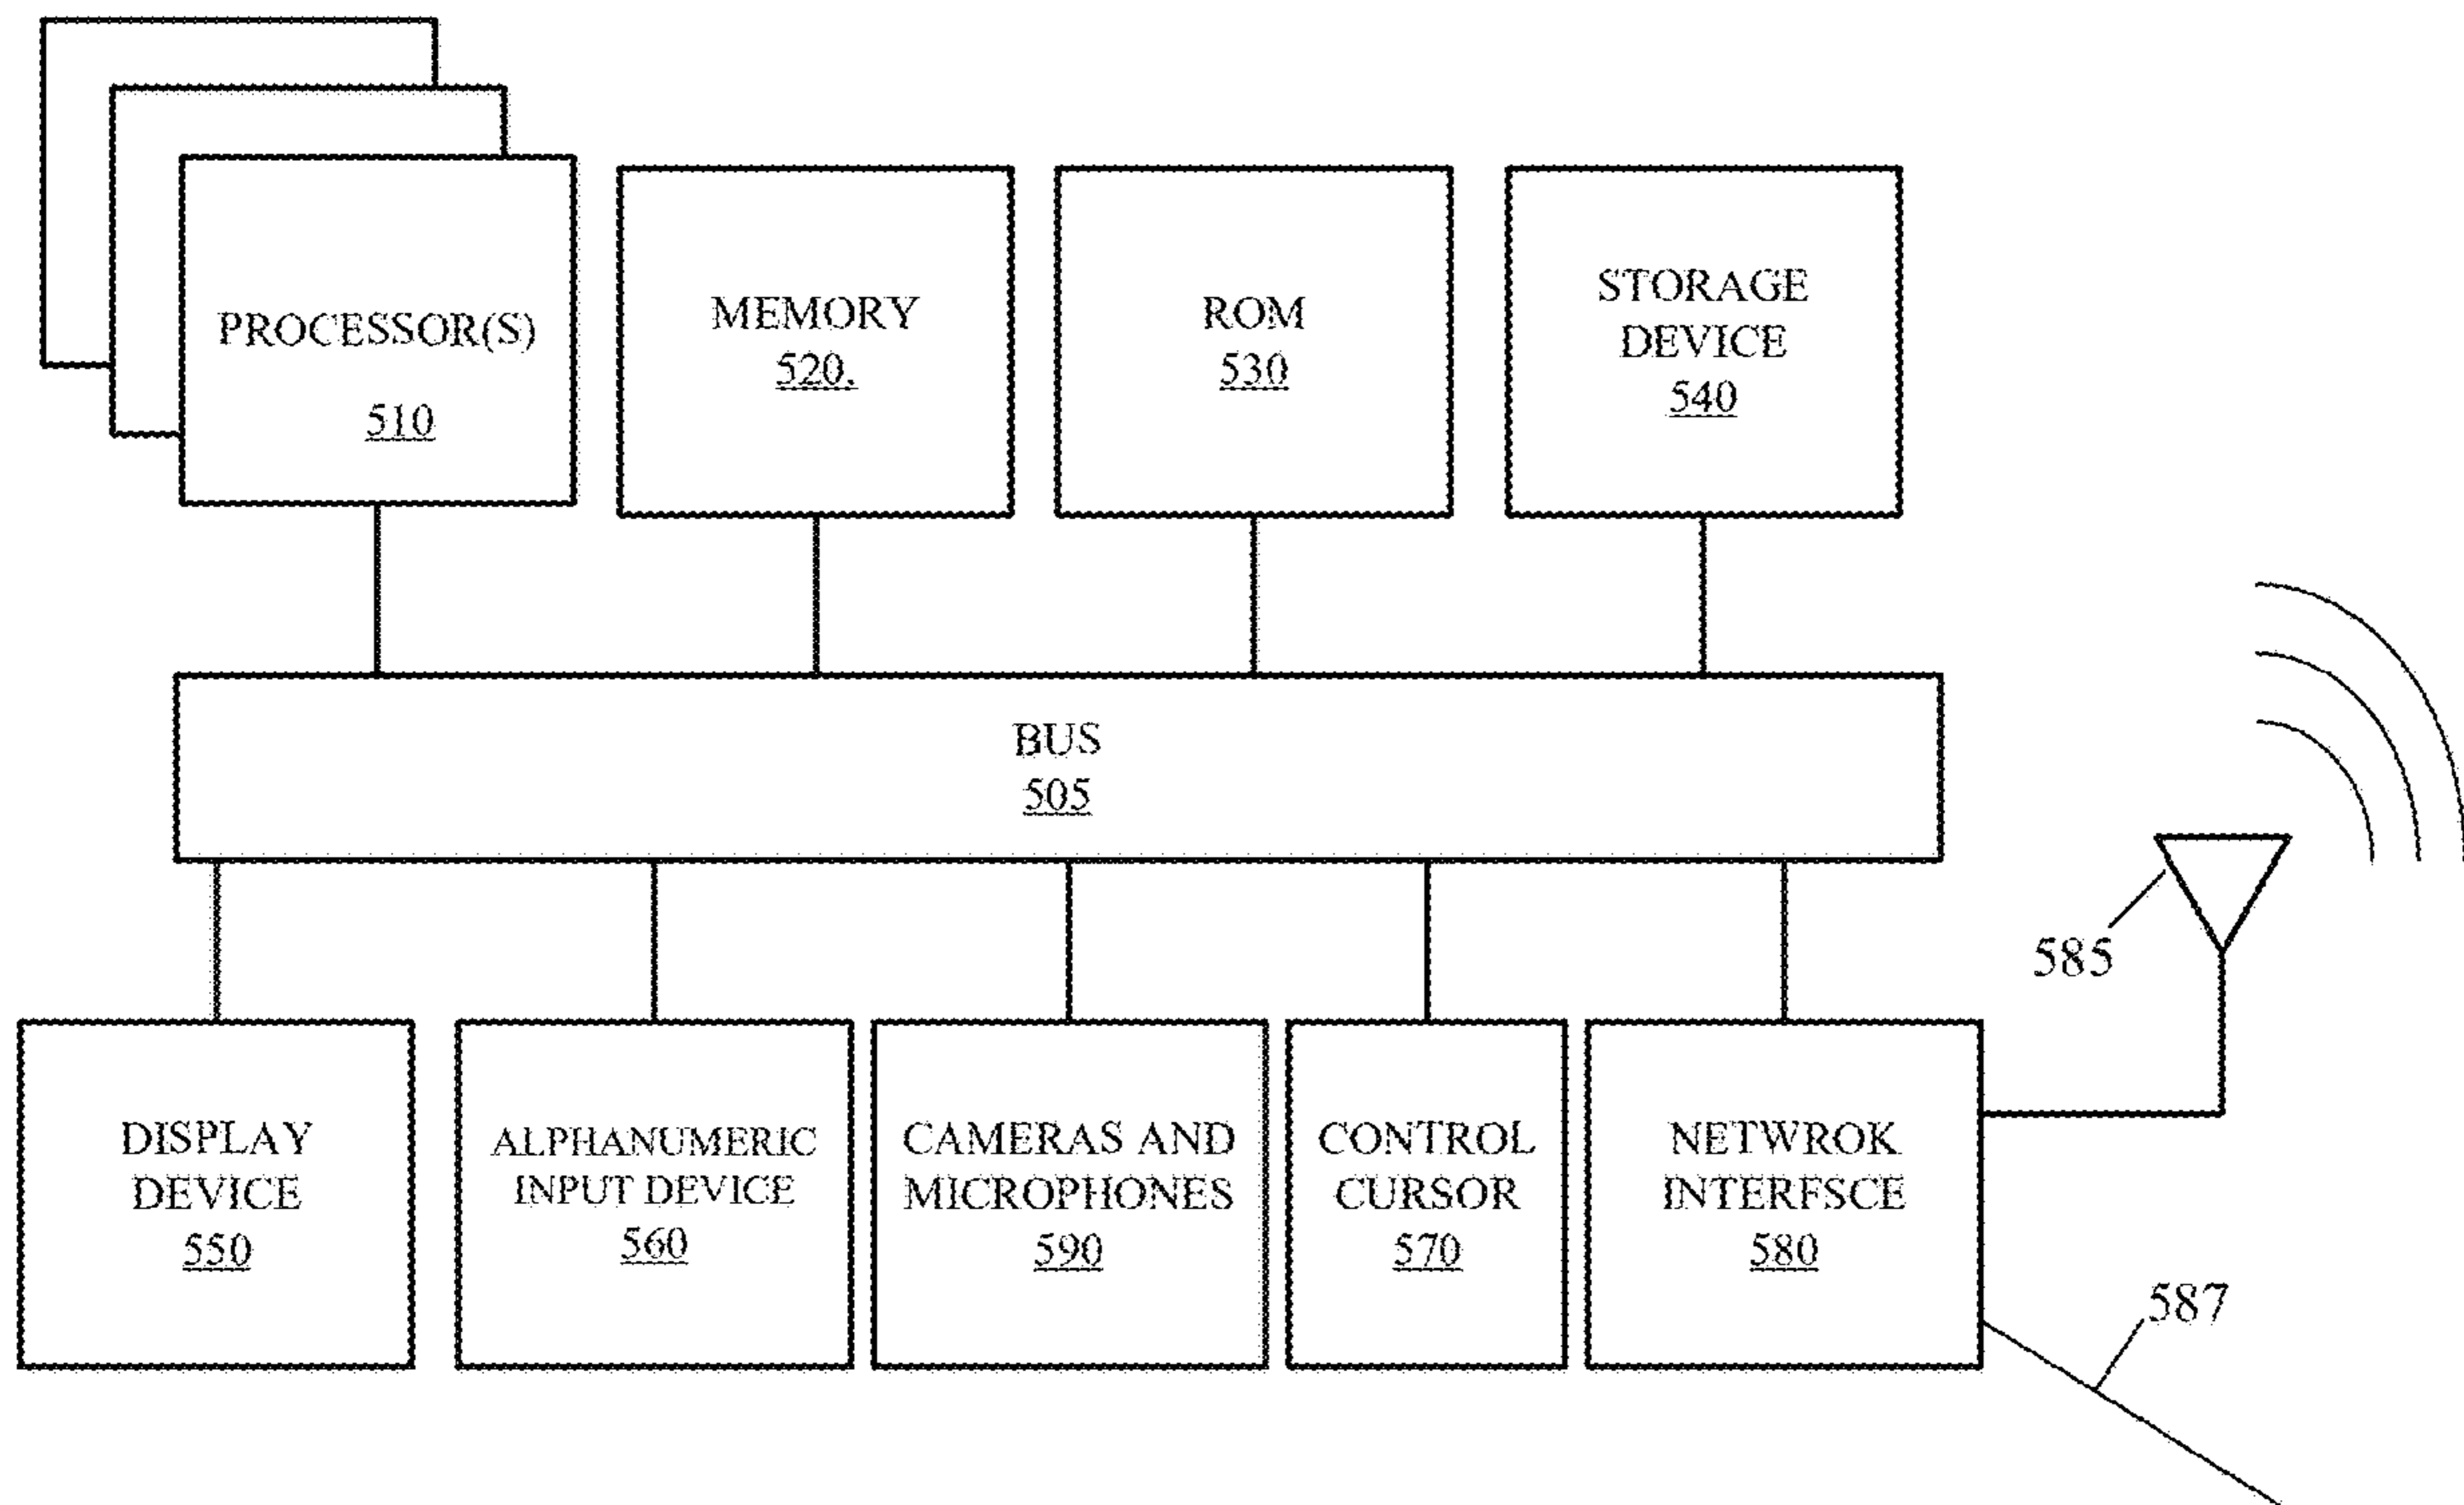 PROCESSOR(S)
510
MEMORY
520.
ROM
530
STORAGE
DEVICE
540
BUS
505
585
DISPLAY
DEVICE
550
ALPHANUMERIC
INPUT DEVICE
560
CAMERAS AND
MICROPHONES
590
CONTROL
CURSOR
570
NETWROK
INTERFSCE
580
587